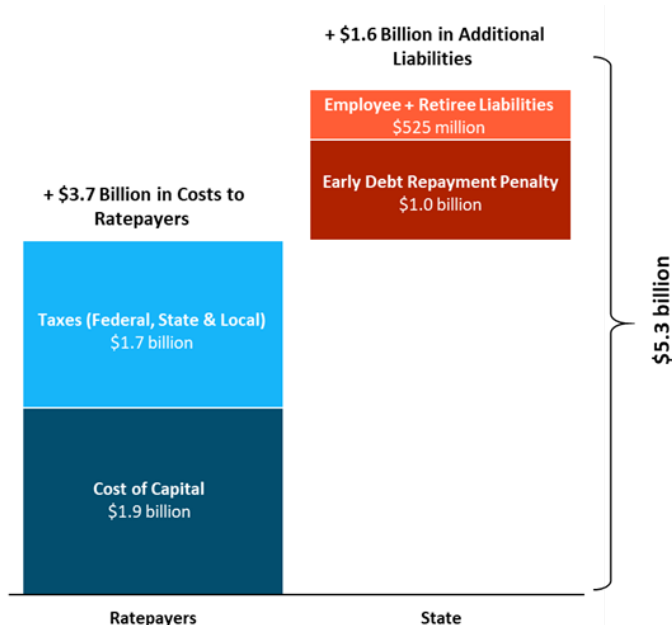 + $1.6 Billion in Additional
Liabilities
Employee + Retiree Liabilities
$525 million
Early Debt Repayment Penalty
$1.0 billion
+ $3.7 Billion in Costs to
Ratepayers
Taxes (Federal, State & Local)
$1.7 billion
Cost of Capital
$1.9 billion
$5.3 billion
Ratepayers
State